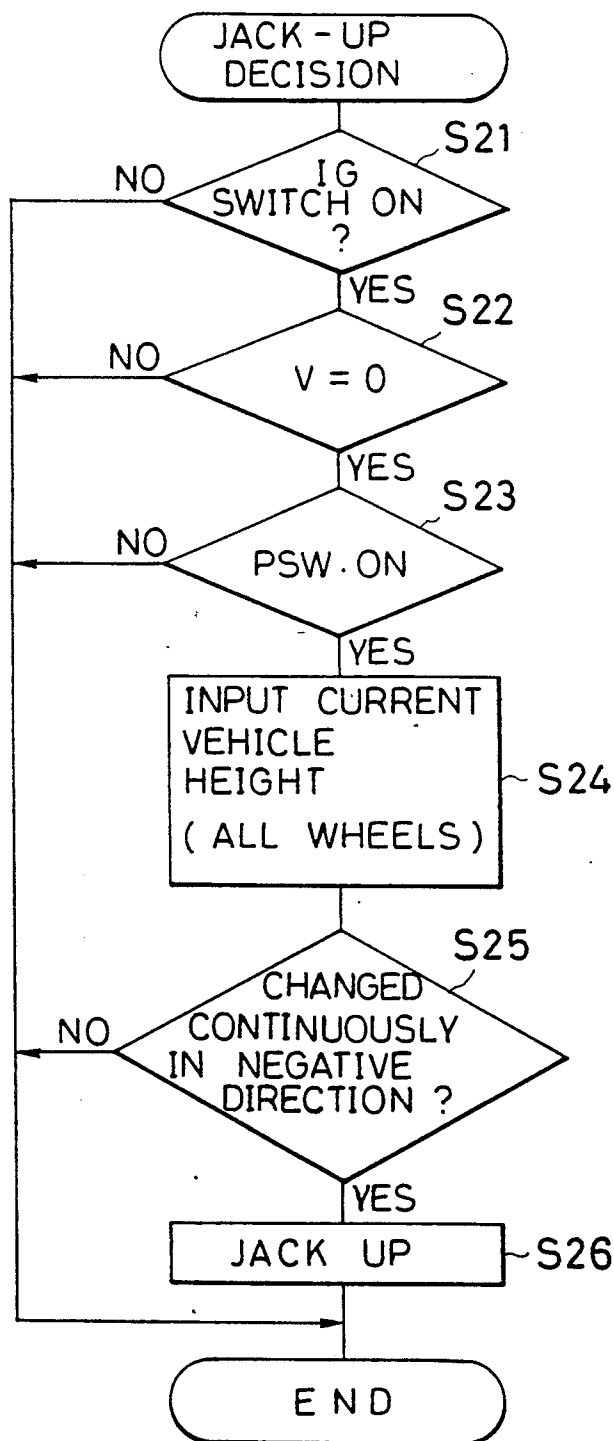 JACK-UP
DECISION
S21
NO
IG
SWITCH ON
?
YES
S22
NO
V = 0
YES
S23
NO
PSW. ON
YES
INPUT CURRENT
VEHICLE
HEIGHT
(ALL WHEELS)
S24
S25
CHANGED
NO
CONTINUOUSLY
IN NEGATIVE
DIRECTION ?
YES
JACK UP
S26
END